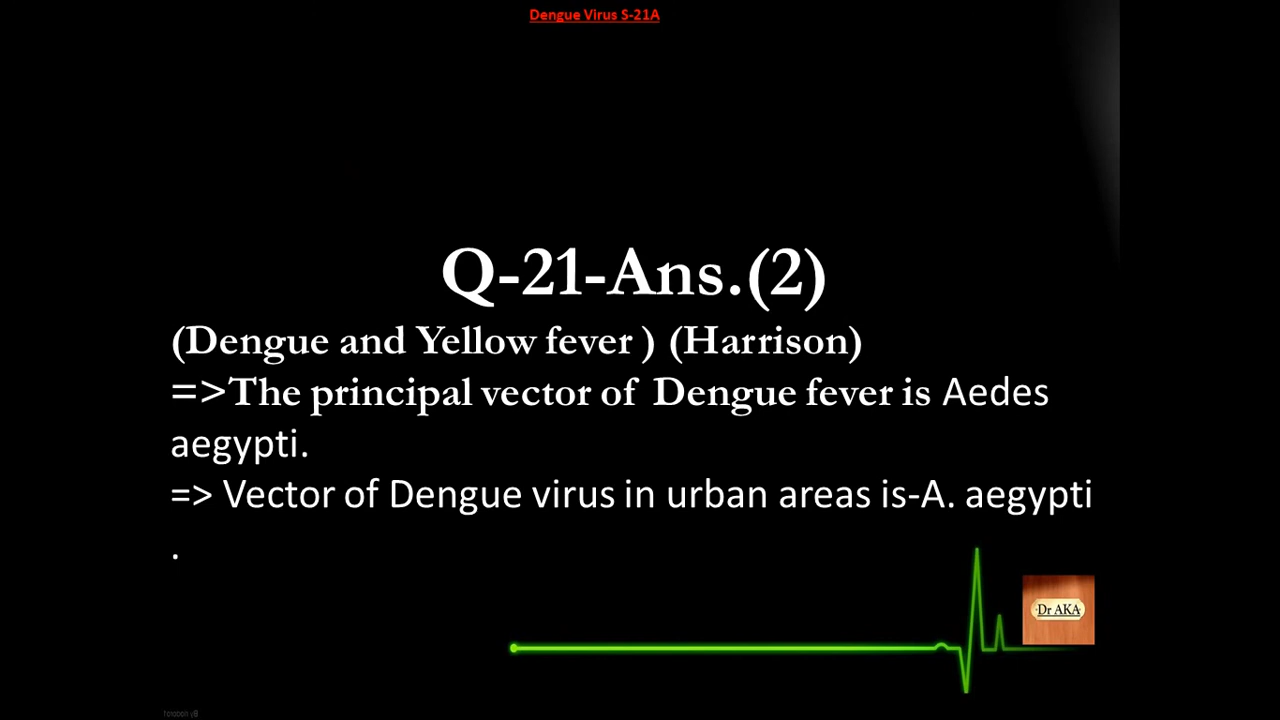 Dengue Virus S-21A
Q-21-Ans.(2)
(Dengue and Yellow fever ) (Harrison)
=>The principal vector of Dengue fever is Aedes
aegypti.
=> Vector of Dengue virus in urban areas is-A. aegypti
.
Dr AKA